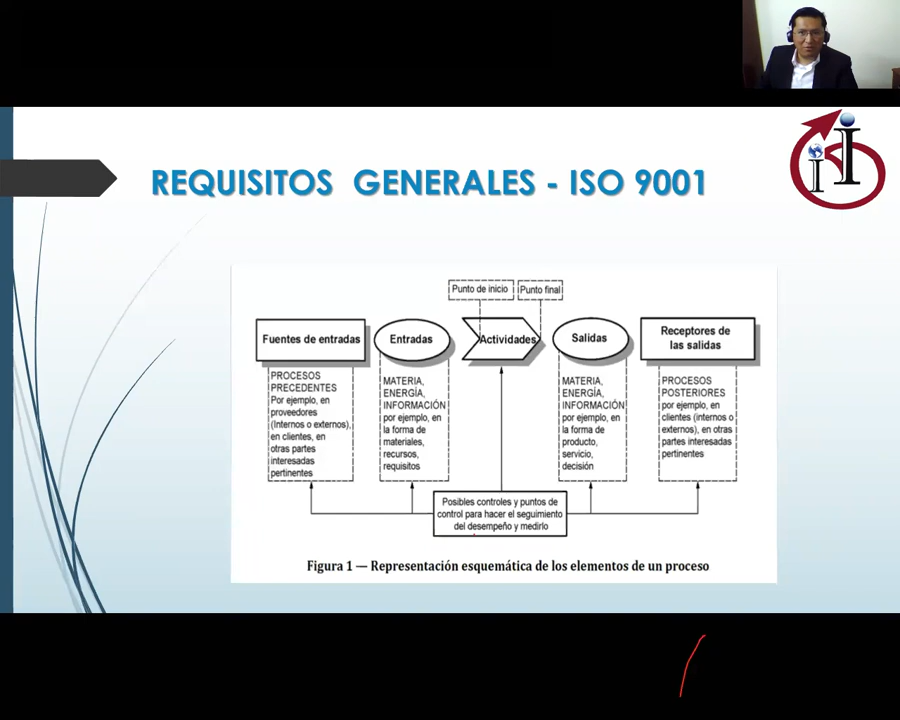 REQUISITOS GENERALES - ISO 9001
Punto de inicio
Punto final
Fuentes de entradas
Entradas
Actividades
Salidas
Receptores de
las salidas
PROCESOS
PRECEDENTES
Por ejemplo, en
proveedores
(Internos o externos),
en clientes, en
otras partes
interesadas
pertinentes
MATERIA,
ENERGÍA,
INFORMACIÓN
por ejemplo, en
la forma de
materiales,
recursos,
requisitos
MATERIA,
ENERGÍA,
INFORMACIÓN
por ejemplo, en
la forma de
producto,
servicio,
decisión
PROCESOS
POSTERIORES
por ejemplo, en
clientes (internos o
externos), en otras
partes interesadas
pertinentes
Posibles controles y puntos de
control para hacer el seguimiento
del desempeño y medirlo
Figura 1 — Representación esquemática de los elementos de un proceso